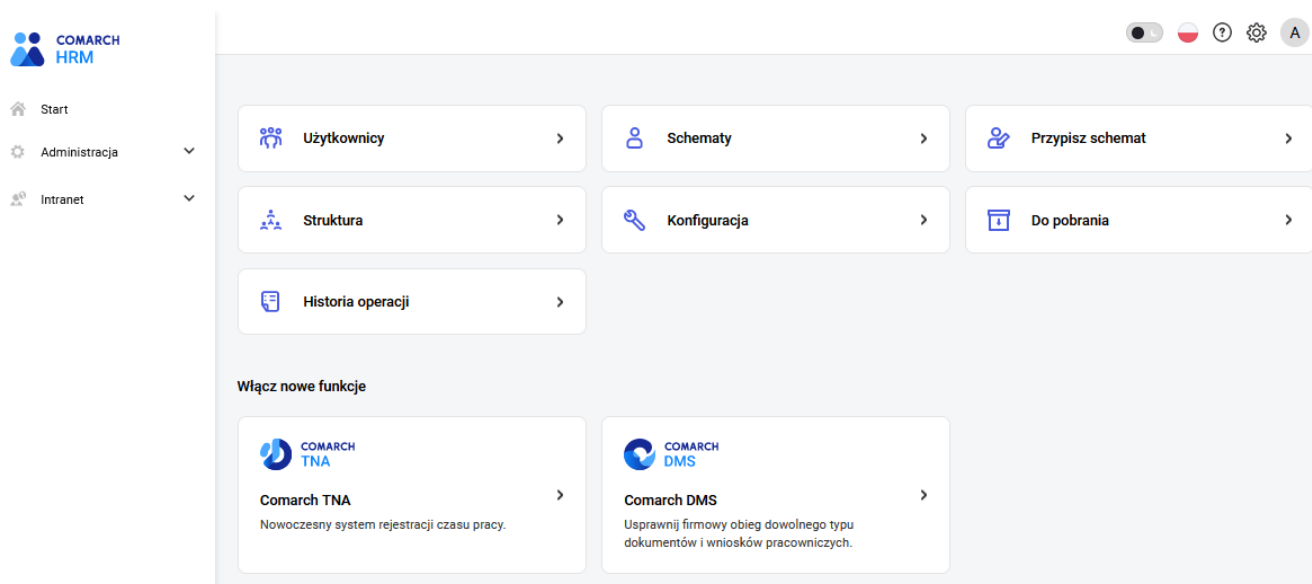 COMARCH
HRM
A
Start
Administracja
Intranet
Użytkownicy
Schematy
Przypisz schemat
Struktura
Konfiguracja
Do pobrania
Historia operacji
Włącz nowe funkcje
COMARCH
TNA
Comarch TNA
Nowoczesny system rejestracji czasu pracy.
COMARCH
DMS
Comarch DMS
Usprawnij firmowy obieg dowolnego typu
dokumentów i wniosków pracowniczych.